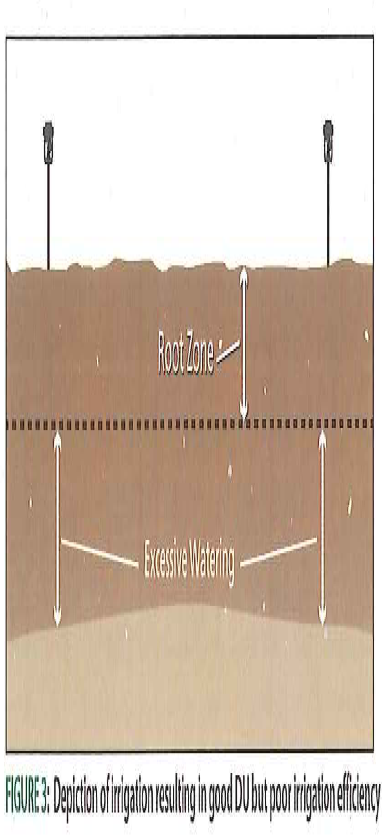 Root Zone
Excessive Watering
FIGURE 3: Depiction of irrigation resulting in good DU but poor irrigation efficiency